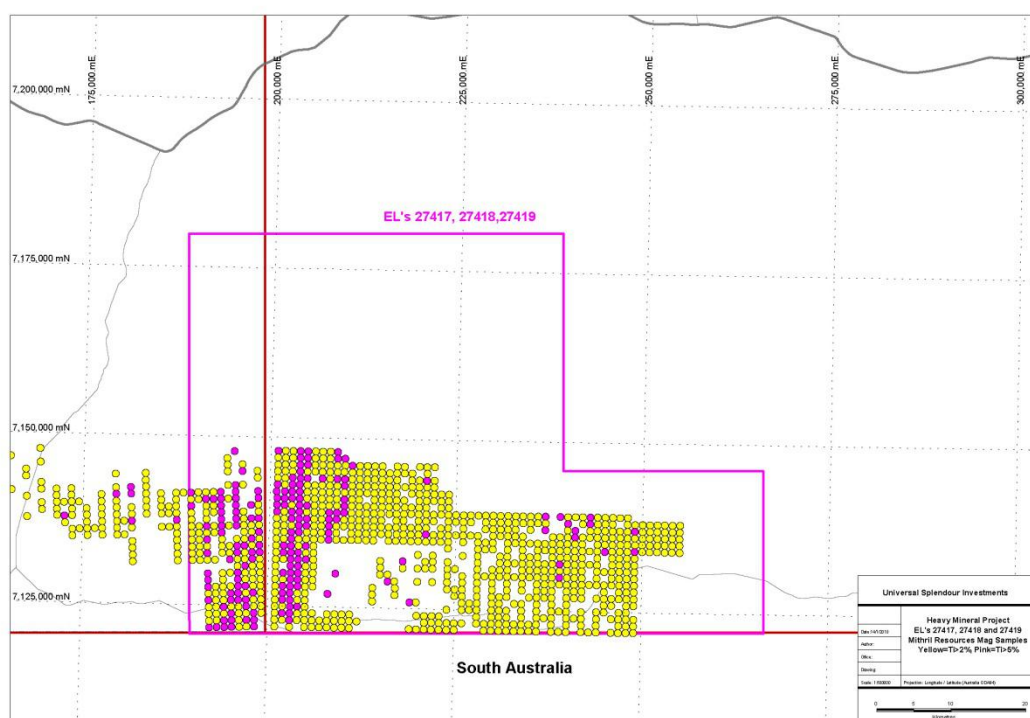 175,000 mE
200,000 mE
225,000 mE
250,000 mE
275,000 mE
300,000 mE
7,200,000 mN
EL's 27417, 27418,27419
7,175,000 mN
7,150,000 mN
7,125,000 mN
South Australia
Universal Splendour Investments
Heavy Mineral Project
EL's 27417, 27418 and 27419
Mithril Resources Mag Samples
Yellow=Ti>2% Pink=Ti>5%
Author:
Office:
Drawing:
0 5 10 20
kilometres